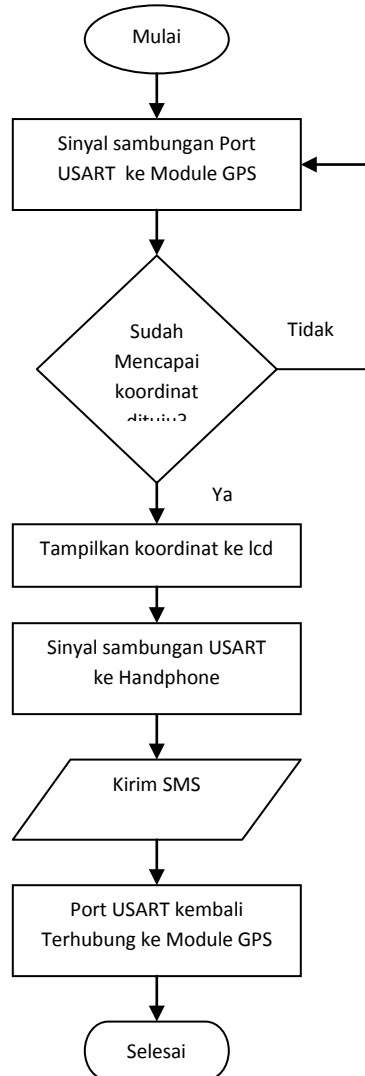 Mulai
Sinyal sambungan Port
USART ke Module GPS
Sudah
Mencapai
koordinat
dituju?
Tidak
Ya
Tampilkan koordinat ke lcd
Sinyal sambungan USART
ke Handphone
Kirim SMS
Port USART kembali
Terhubung ke Module GPS
Selesai